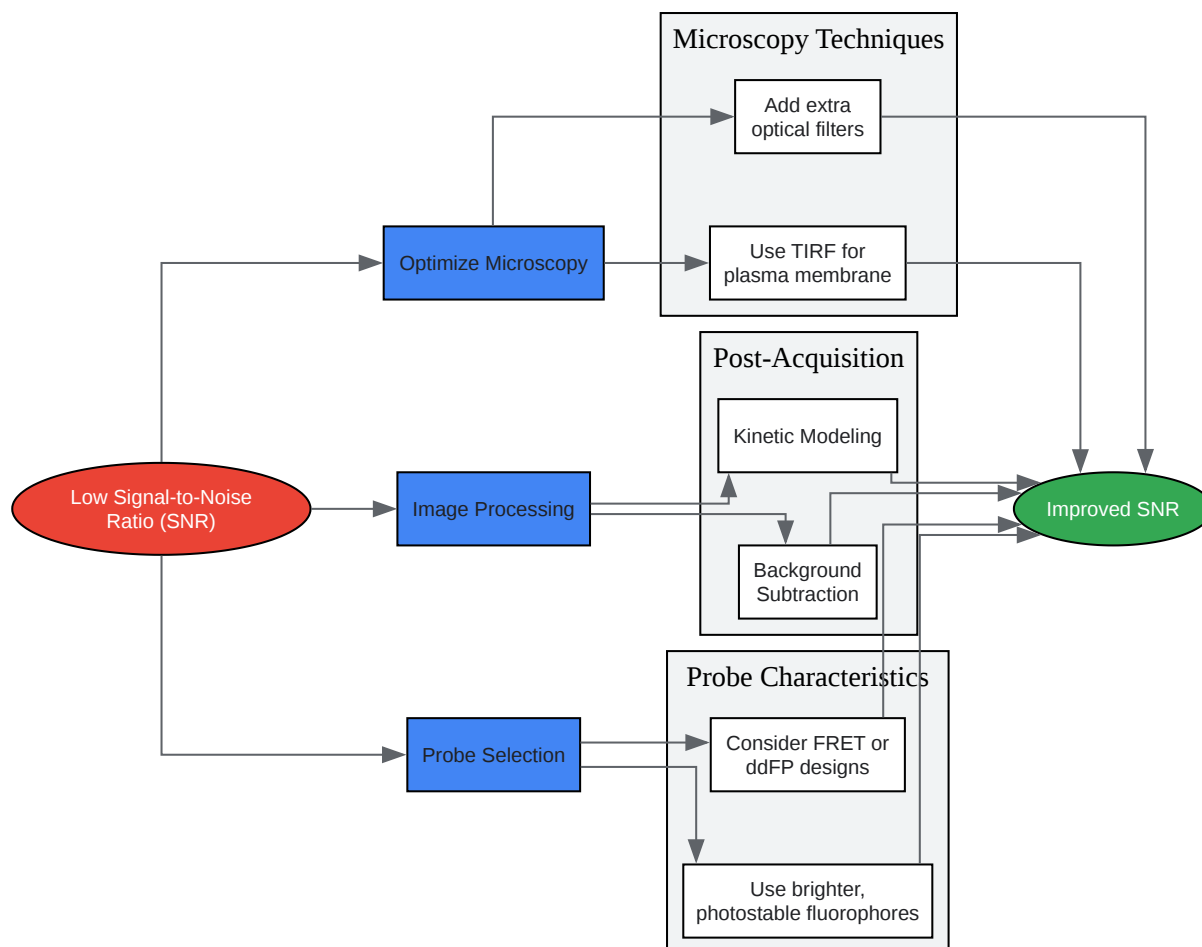 Microscopy Techniques
Add extra
optical filters
Optimize Microscopy
Use TIRF for
plasma membrane
Post-Acquisition
Kinetic Modeling
Low Signal-to-Noise
Ratio (SNR)
Image Processing
Improved SNR
Background
Subtraction
Probe Characteristics
Probe Selection
Consider FRET or
ddFP designs
Use brighter,
photostable fluorophores